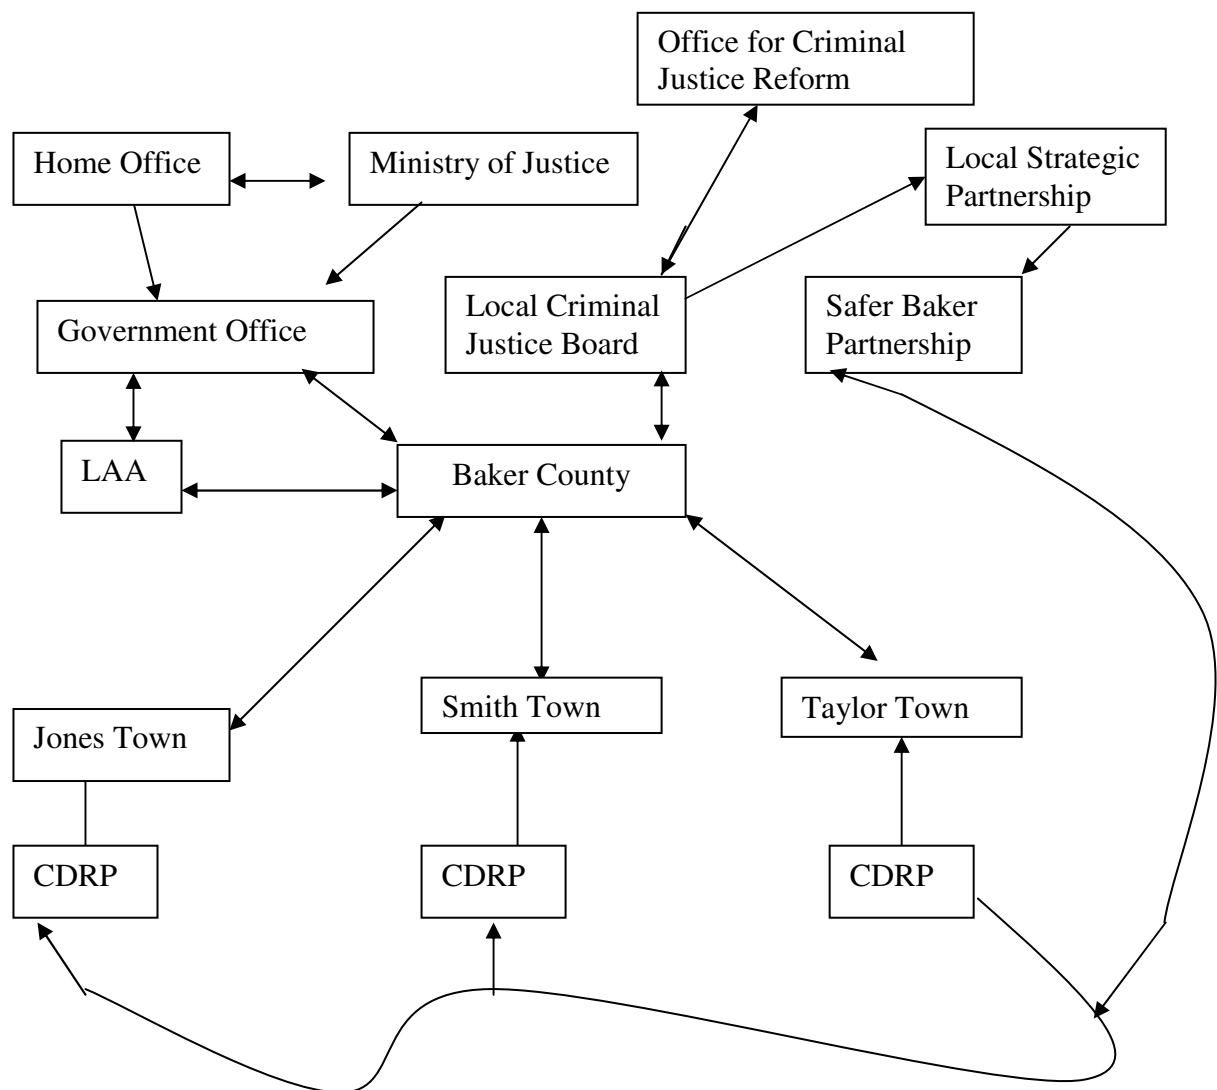 Office for Criminal
Justice Reform
Home Office
Ministry of Justice
Local Strategic
Partnership
Government Office
Local Criminal
Justice Board
Safer Baker
Partnership
LAA
Baker County
Jones Town
Smith Town
Taylor Town
CDRP
CDRP
CDRP